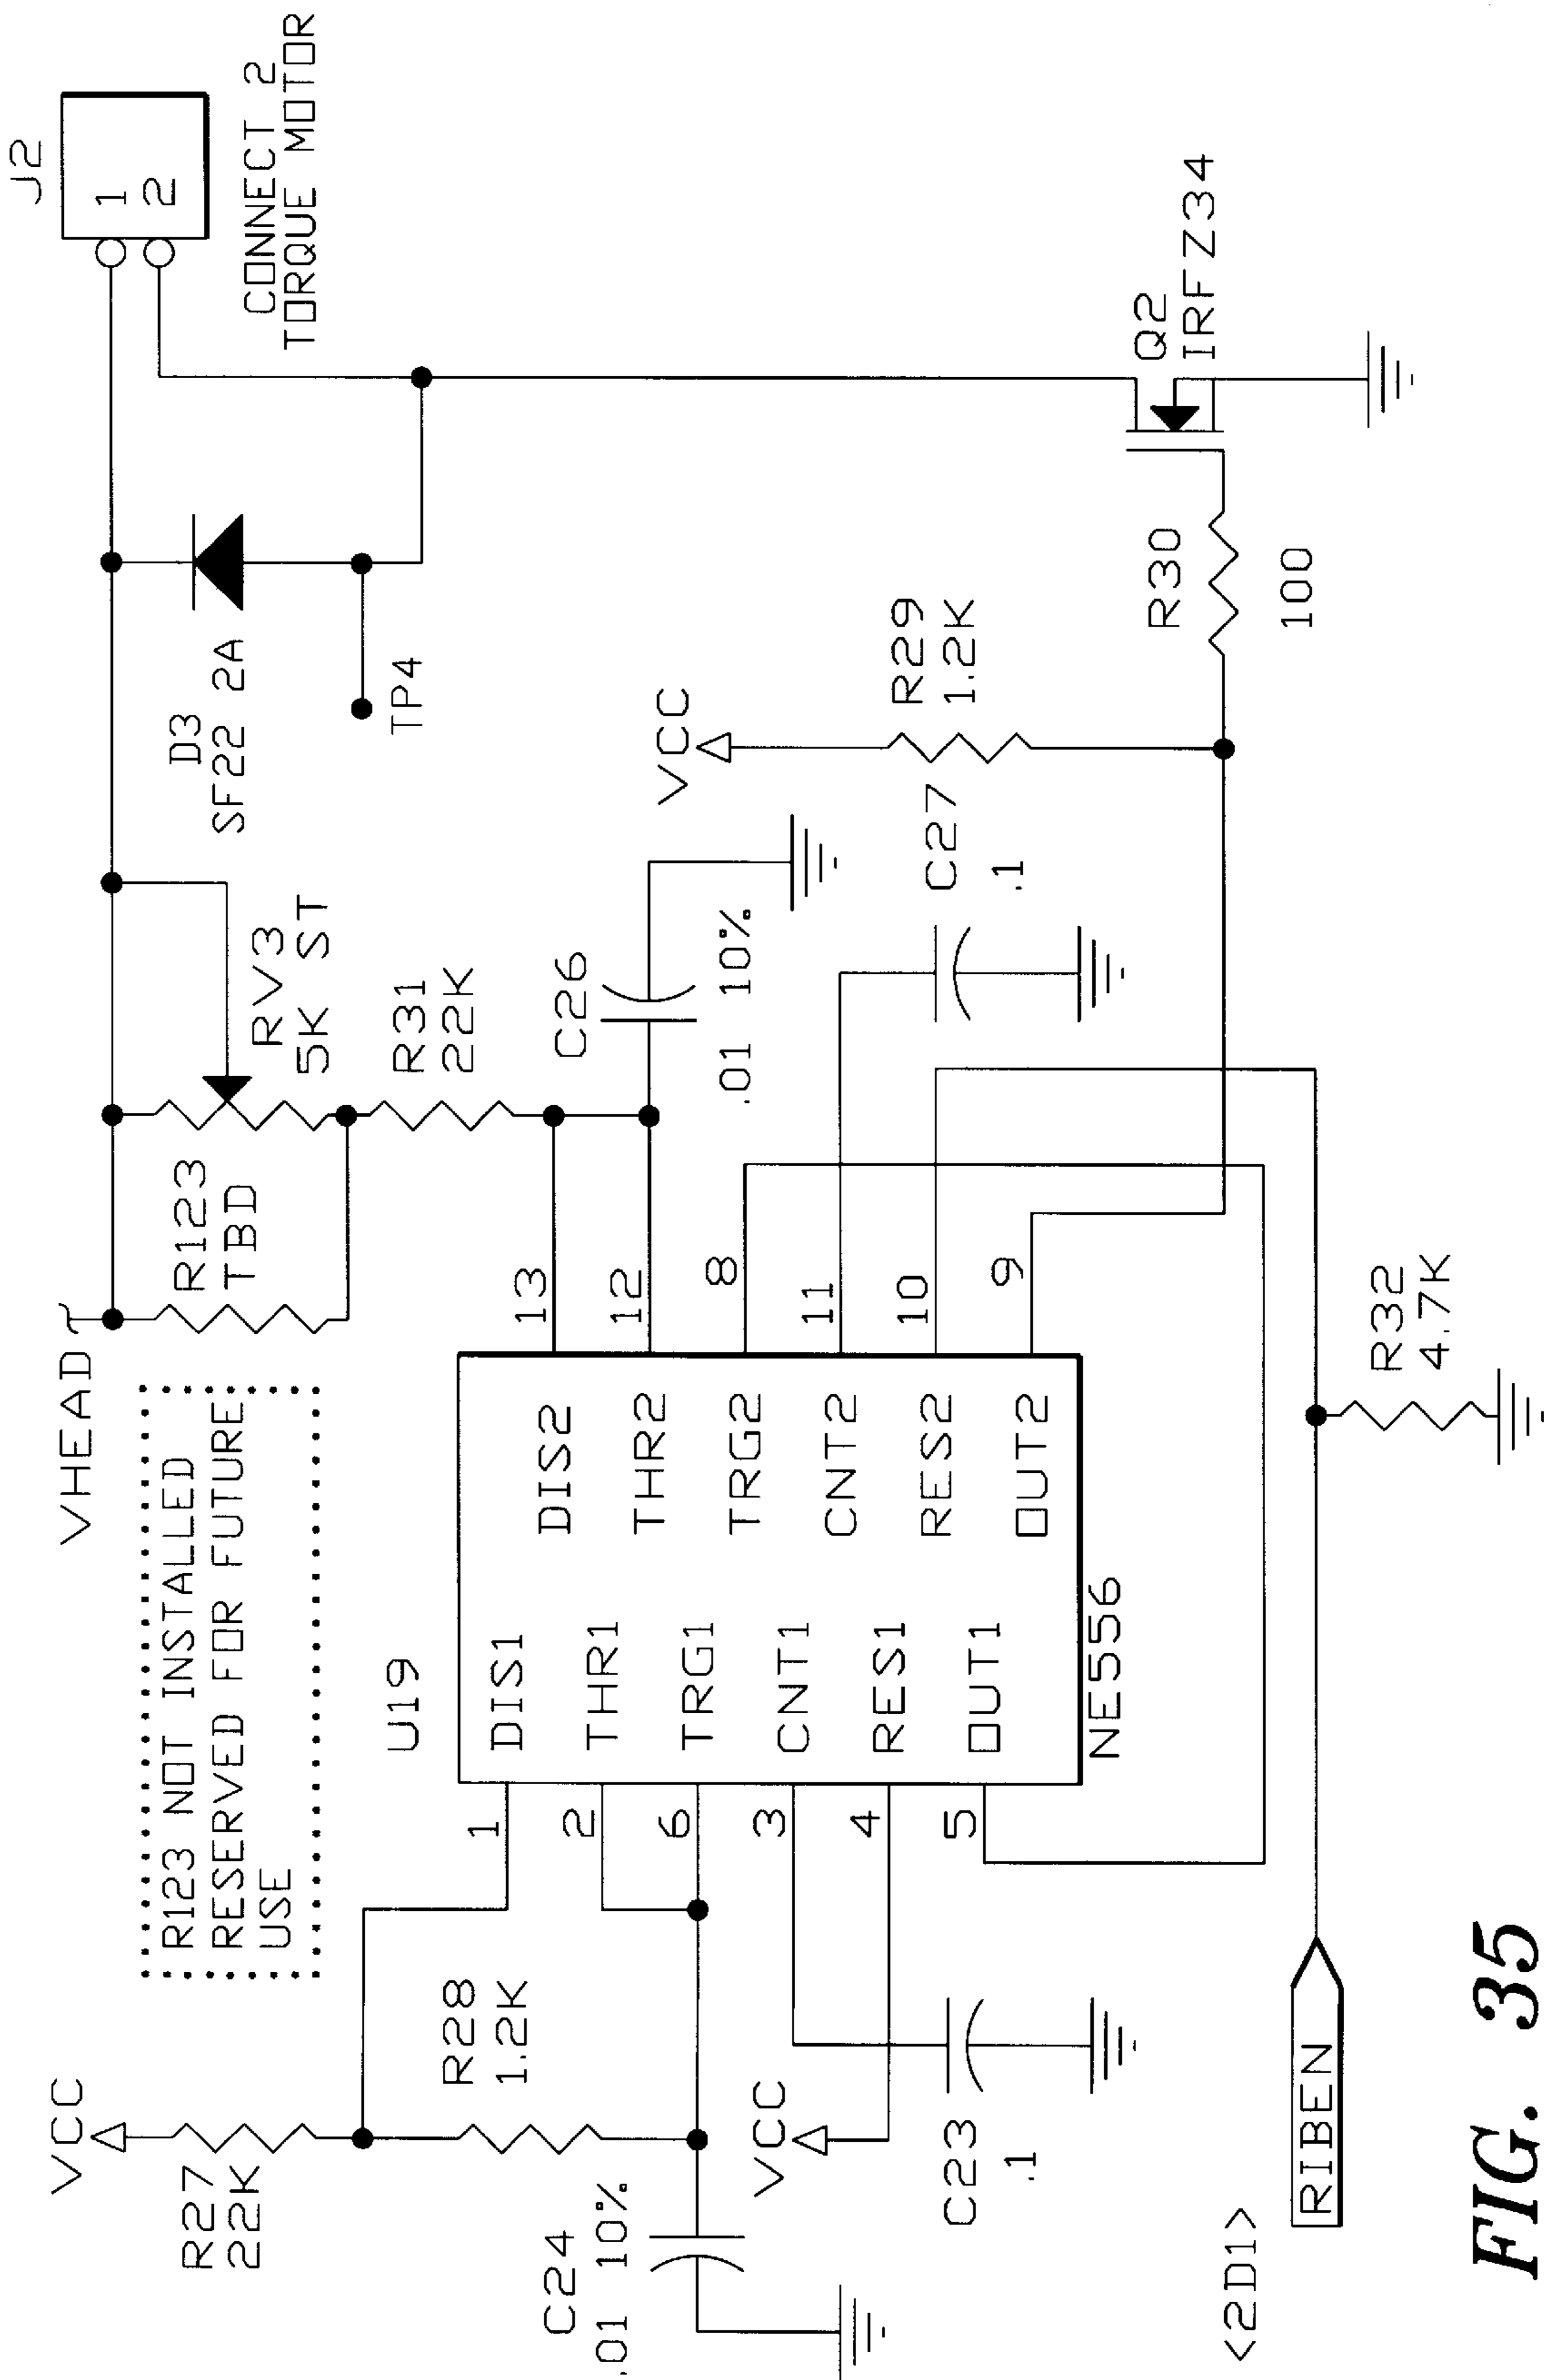 J2
1
2
CONNECT 2
TORQUE MOTOR
D3
SF22 2A
TP4
VHEAD
R123
TBD
RV3
5K ST
R31
22K
R123 NOT INSTALLED
RESERVED FOR FUTURE
USE
VCC
R27
22K
R28
1.2K
C24
.01 10%
VCC
C23
.1
U19
1
DIS1
2
THR1
6
TRG1
3
CNT1
4
RES1
5
OUT1
DIS2
13
THR2
12
TRG2
8
CNT2
11
RES2
10
OUT2
9
NE556
C26
.01 10%
C27
.1
VCC
R29
1.2K
R30
100
Q2
IRFZ34
R32
4.7K
<2D1>
RIBEN
FIG. 35